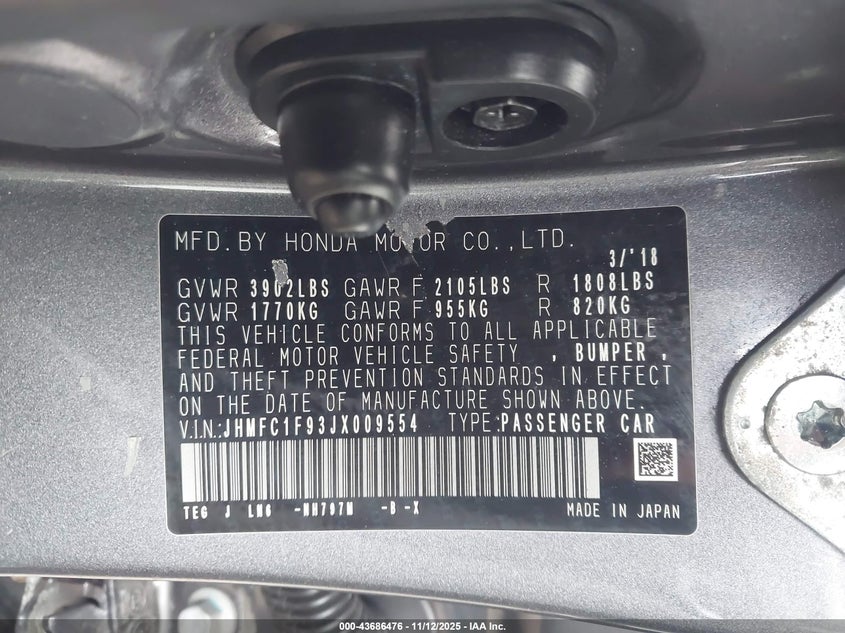 MFD. BY HONDA MOTOR CO., LTD.
3/'18
GVWR 3902LBS GAWR F 2105LBS R 1808LBS
GVWR 1770KG GAWR F 955KG R 820KG
THIS VEHICLE CONFORMS TO ALL APPLICABLE
FEDERAL MOTOR VEHICLE SAFETY , BUMPER ,
AND THEFT PREVENTION STANDARDS IN EFFECT
ON THE DATE OF MANUFACTURE SHOWN ABOVE.
V.I.N.:JHMFC1F93JX009554 TYPE:PASSENGER CAR
TEG J LM6 -NH797M -B -X MADE IN JAPAN
000-43686476 - 11/12/2025 - IAA Inc.